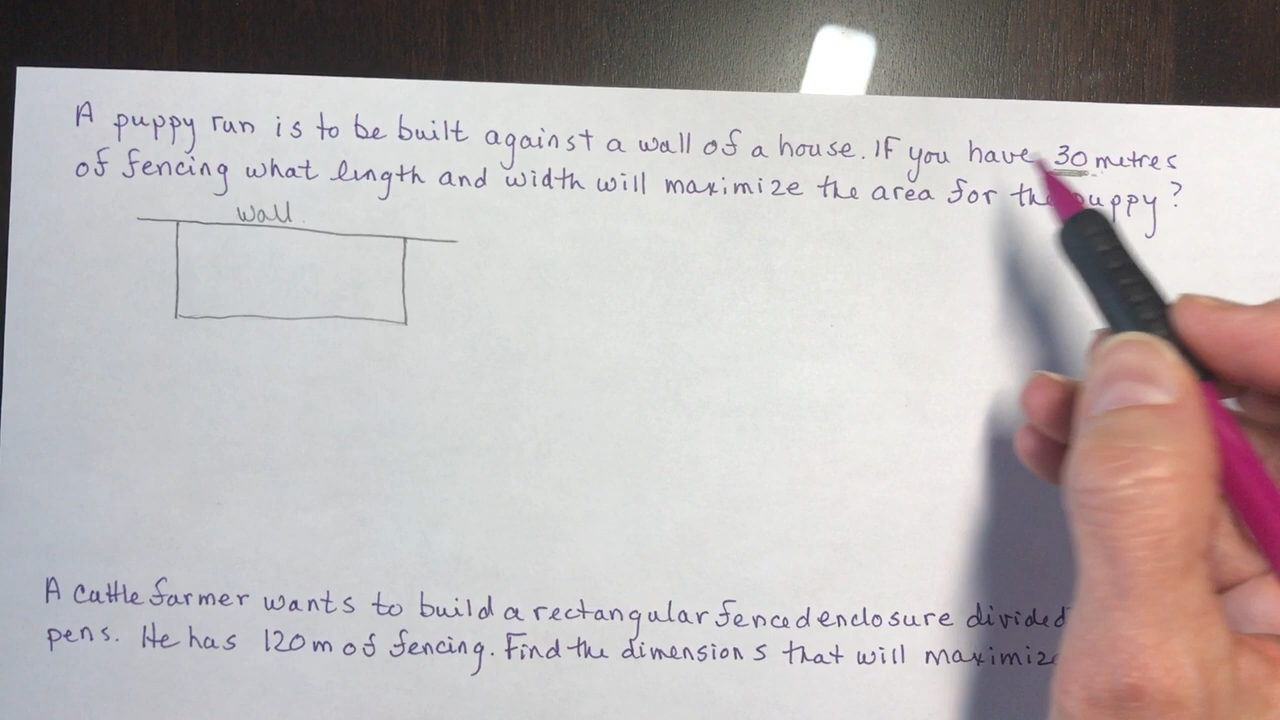 A puppy run is to be built against a wall of a house. If you have 30 metres
of fencing what length and width will maximize the area for the puppy?
wall
A cattle farmer wants to build a rectangular fenced enclosure divided
pens. He has 120m of fencing. Find the dimensions that will